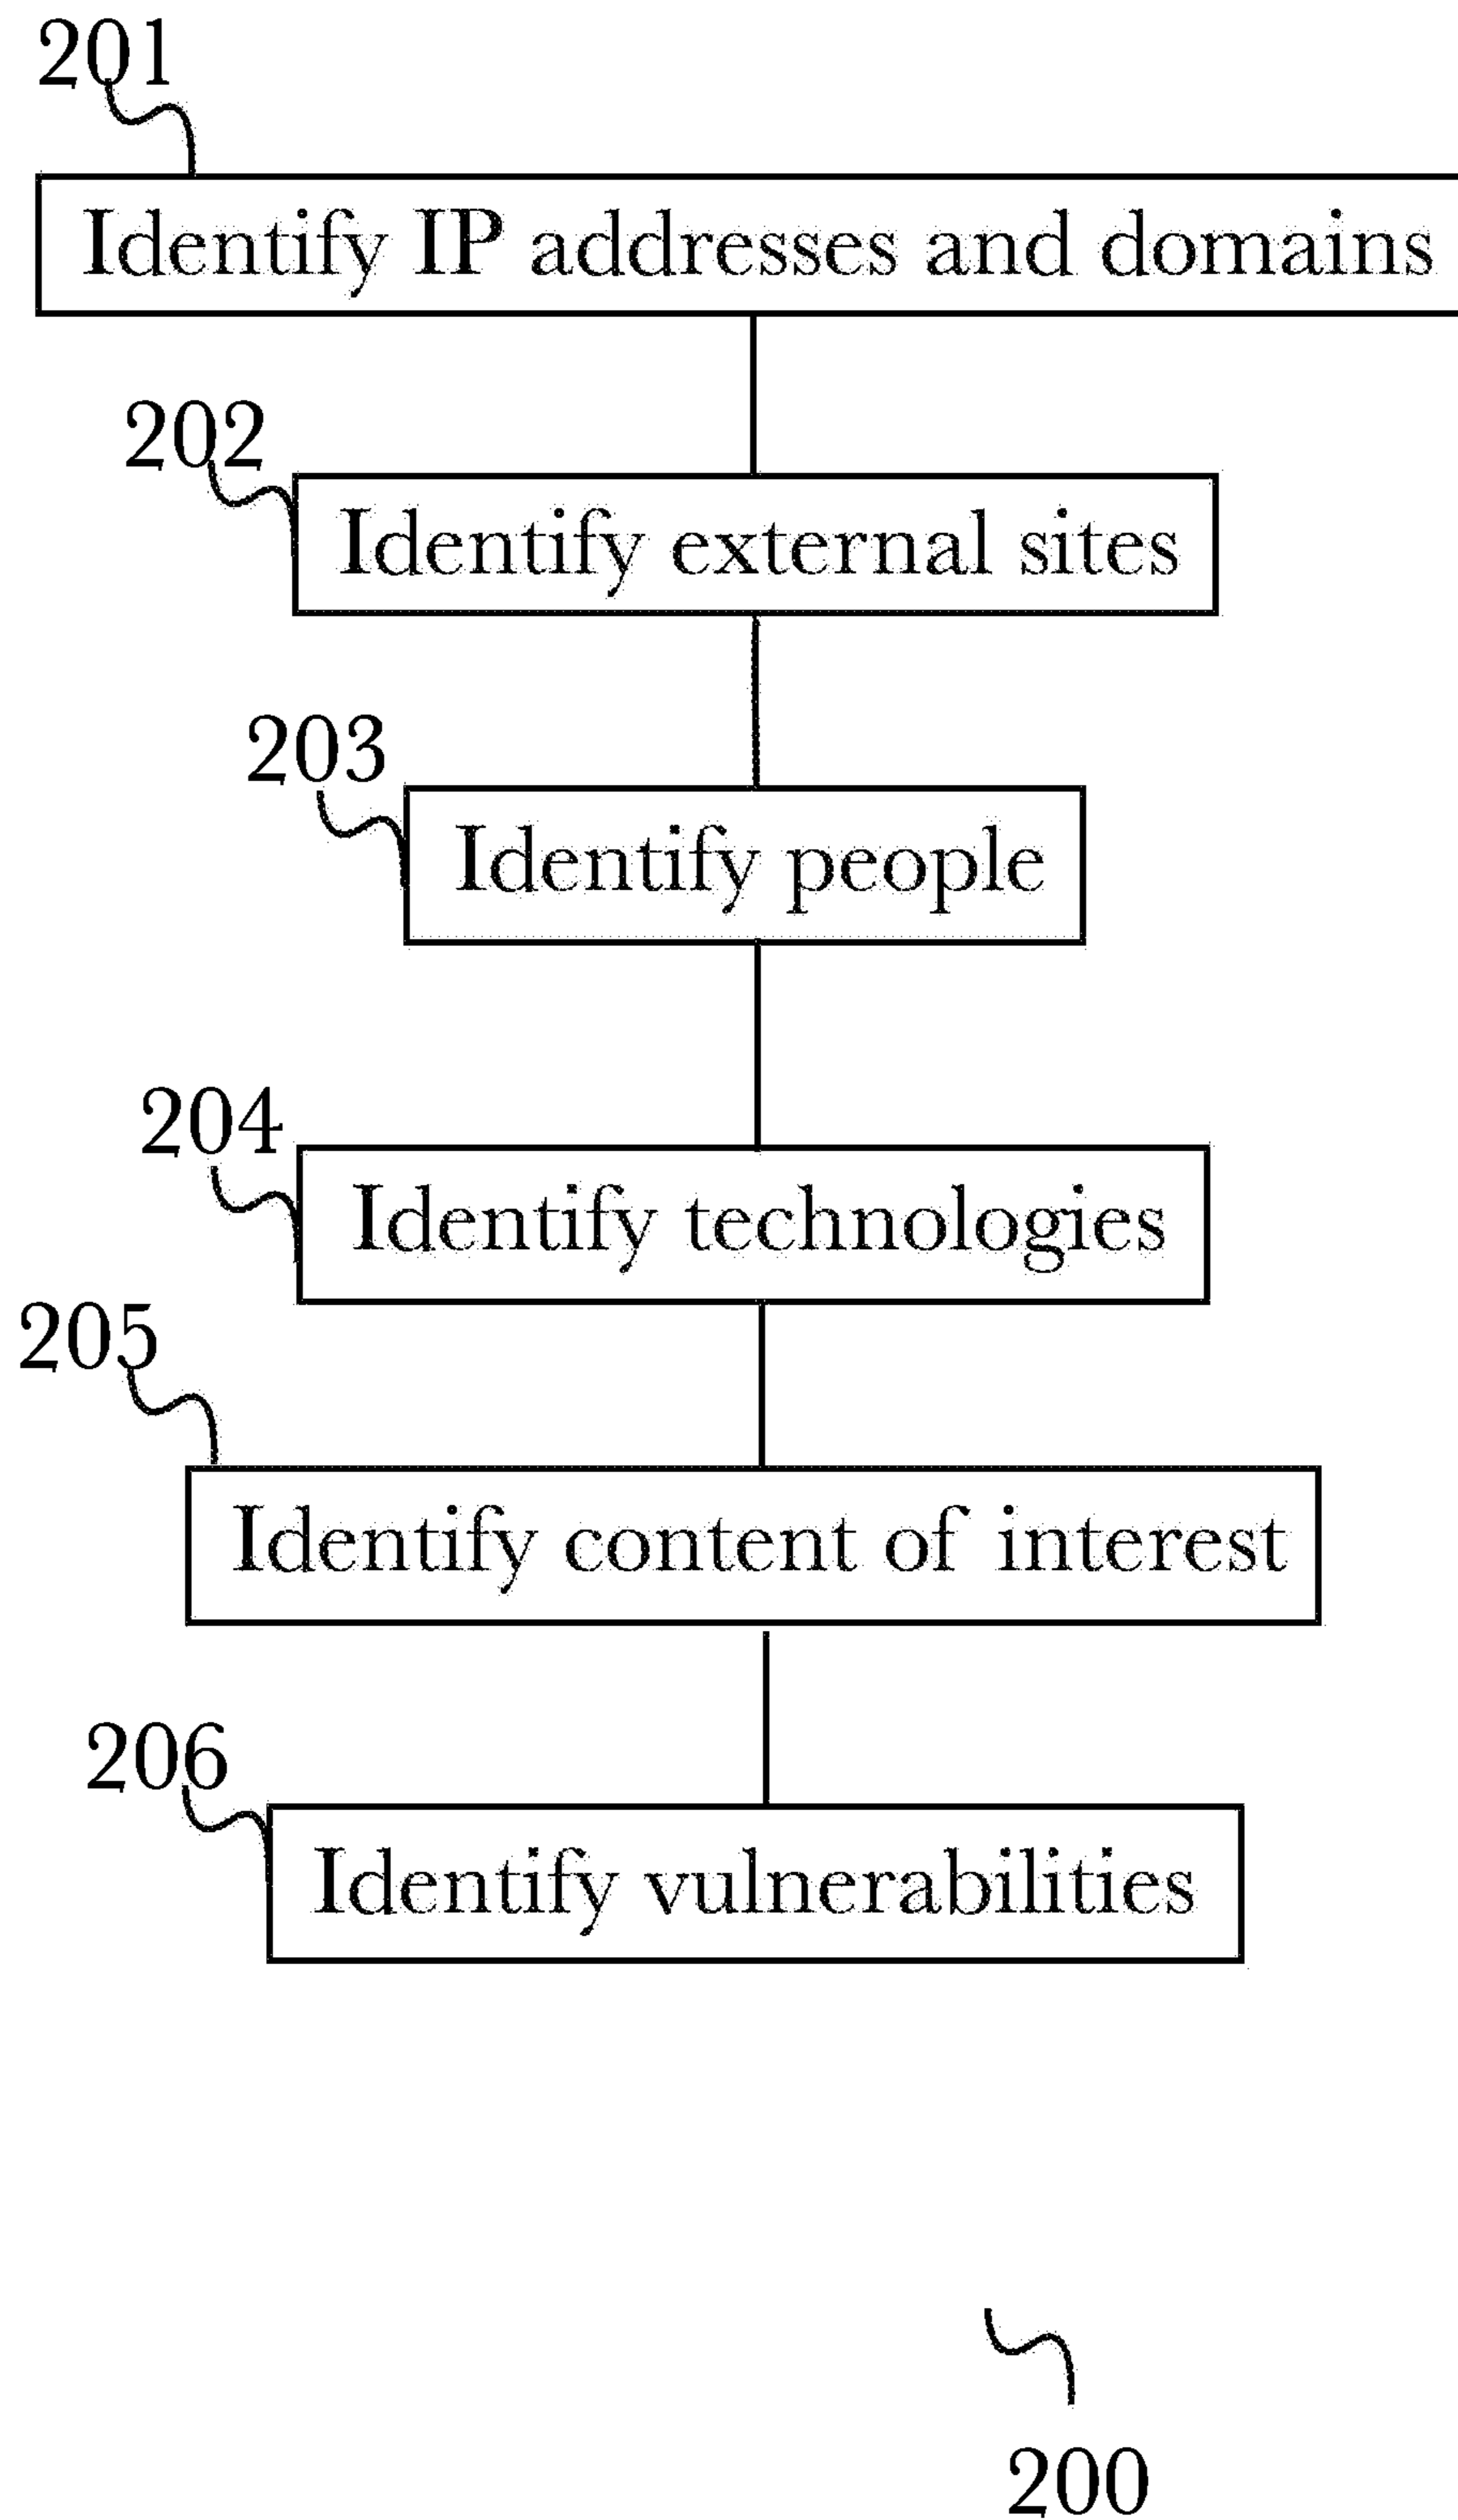 201
Identify IP addresses and domains
202
Identify external sites
203
Identify people
204
Identify technologies
205
Identify content of interest
206
Identify vulnerabilities
200